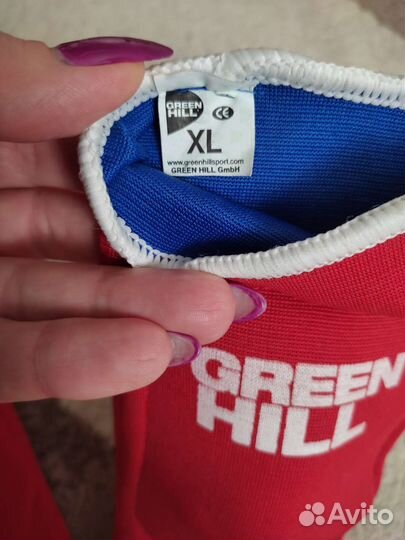 GREEN
HILL
CE
XL
www.greenhillsport.com
GREEN HILL GmbH
GREEN
HILL
Avito